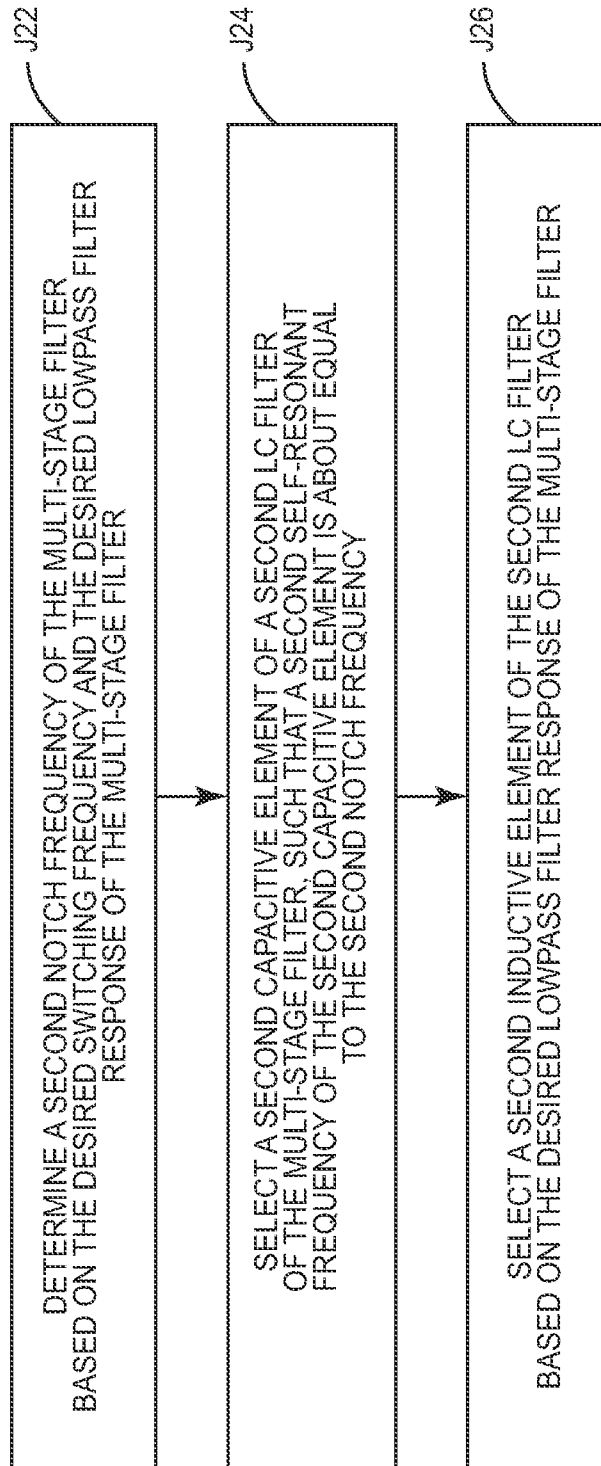 DETERMINE A SECOND NOTCH FREQUENCY OF THE MULTI-STAGE FILTER
BASED ON THE DESIRED SWITCHING FREQUENCY AND THE DESIRED LOWPASS FILTER
RESPONSE OF THE MULTI-STAGE FILTER
J22
SELECT A SECOND CAPACITIVE ELEMENT OF A SECOND LC FILTER
OF THE MULTI-STAGE FILTER, SUCH THAT A SECOND SELF-RESONANT
FREQUENCY OF THE SECOND CAPACITIVE ELEMENT IS ABOUT EQUAL
TO THE SECOND NOTCH FREQUENCY
J24
SELECT A SECOND INDUCTIVE ELEMENT OF THE SECOND LC FILTER
BASED ON THE DESIRED LOWPASS FILTER RESPONSE OF THE MULTI-STAGE FILTER
J26